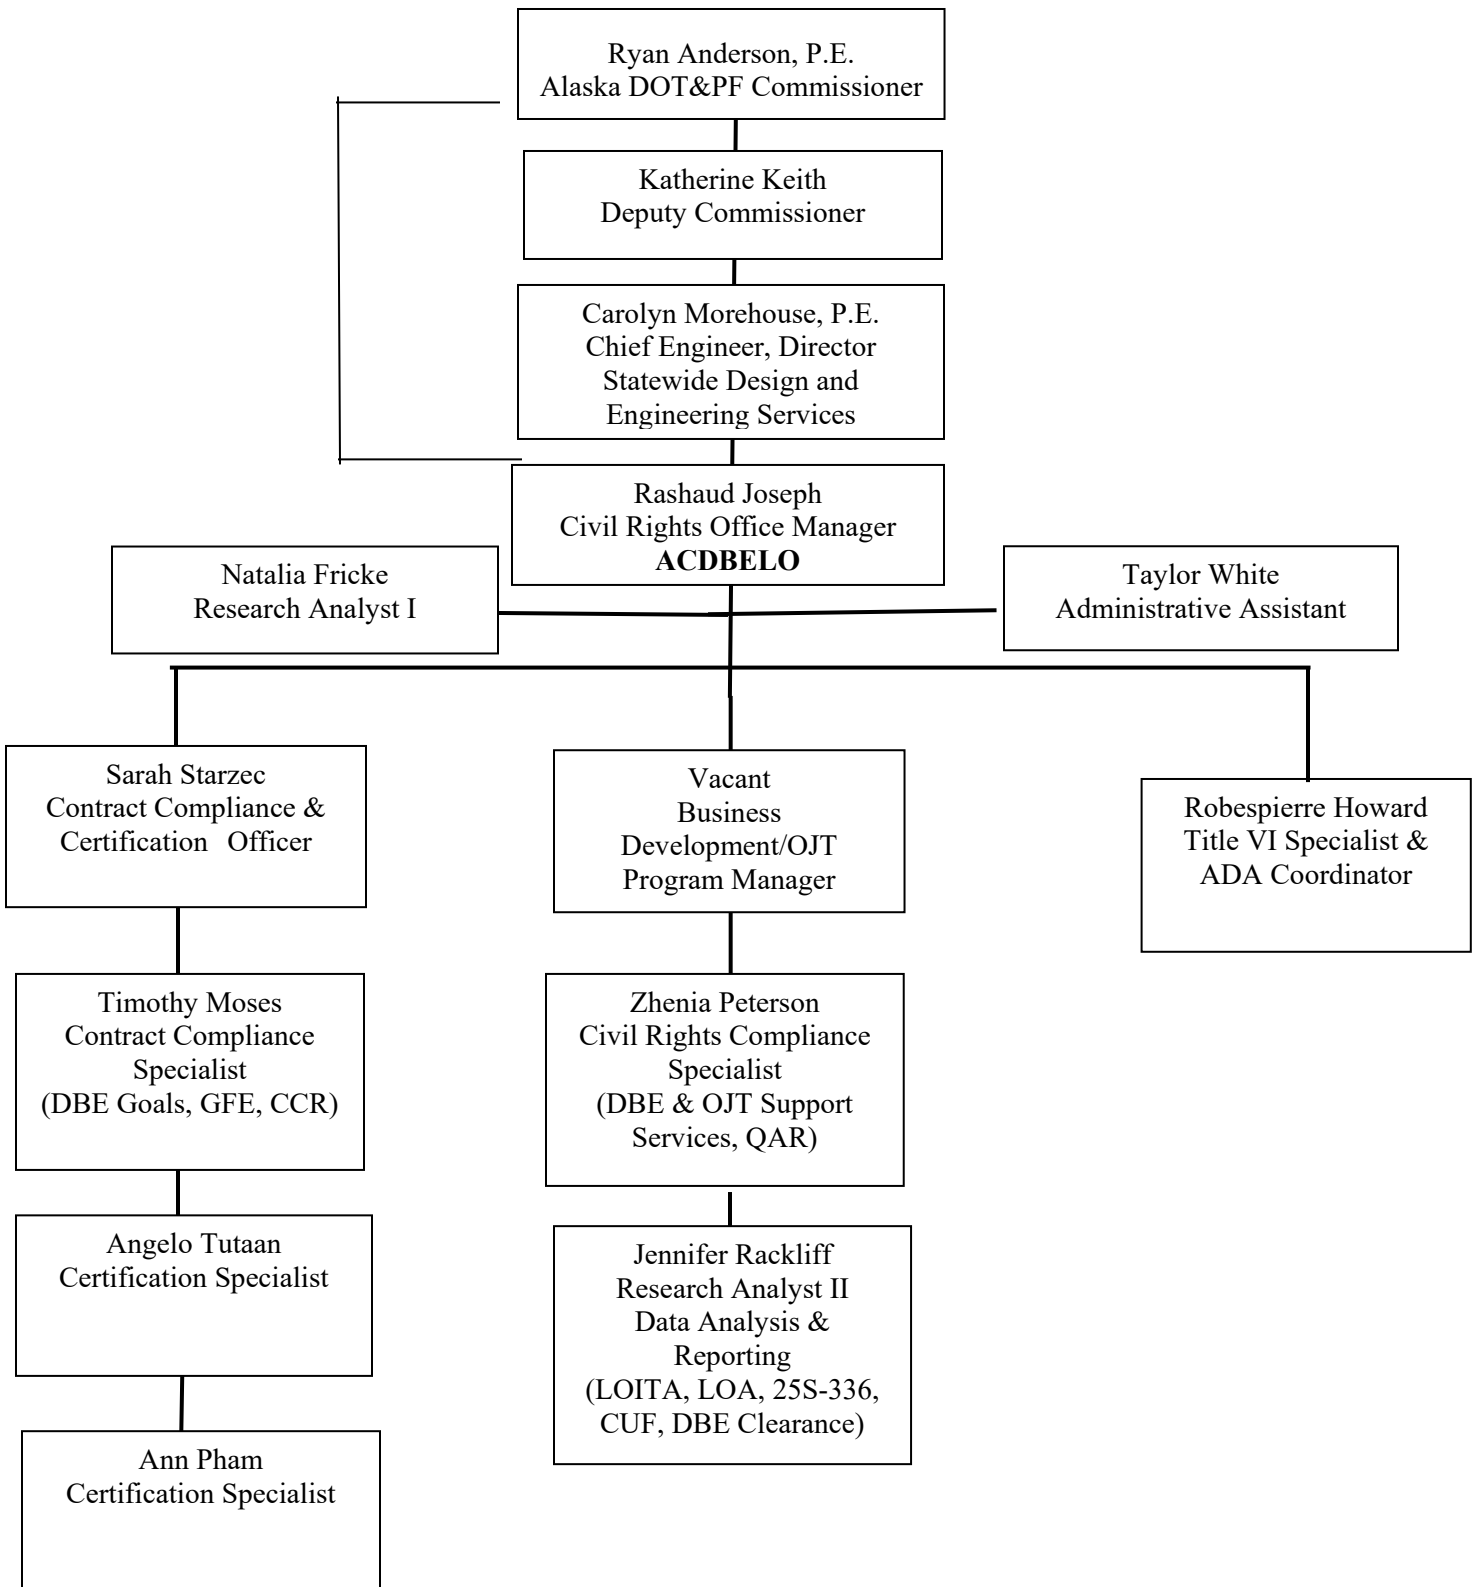 Ryan Anderson, P.E.
Alaska DOT&PF Commissioner
Katherine Keith
Deputy Commissioner
Carolyn Morehouse, P.E.
Chief Engineer, Director
Statewide Design and
Engineering Services
Rashaud Joseph
Civil Rights Office Manager
ACDBELO
Natalia Fricke
Research Analyst I
Taylor White
Administrative Assistant
Sarah Starzec
Contract Compliance &
Certification Officer
Vacant
Business
Development/OJT
Program Manager
Robespierre Howard
Title VI Specialist &
ADA Coordinator
Timothy Moses
Contract Compliance
Specialist
(DBE Goals, GFE, CCR)
Zhenia Peterson
Civil Rights Compliance
Specialist
(DBE & OJT Support
Services, QAR)
Angelo Tutaan
Certification Specialist
Jennifer Rackliff
Research Analyst II
Data Analysis &
Reporting
(LOITA, LOA, 25S-336,
CUF, DBE Clearance)
Ann Pham
Certification Specialist